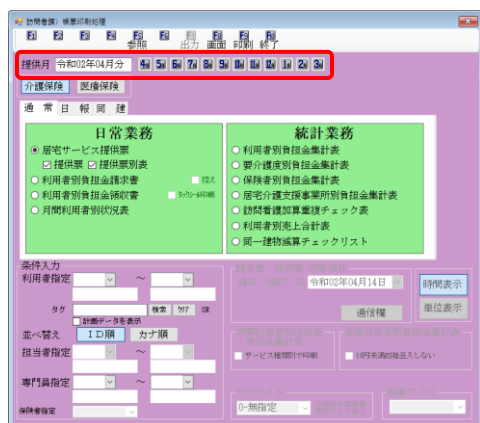 訪問看護）帳票印刷処理
F1 F2 F3 F4 F5 F6 F7 F8 F9
参照 出力 画面 印刷 終了
提供月 令和02年04月分 4月 5月 6月 7月 8月 9月 10月 11月 12月 1月 2月 3月
介護保険 医療保険
通 常 日 報 同 建
日常業務
居宅サービス提供票
提供票 提供票別表
利用者別負担金請求書 控え
利用者別負担金領収書
月間利用者別状況表
統計業務
利用者別負担金集計表
要介護度別負担金集計表
保険者別負担金集計表
居宅介護支援事業所別負担金集計表
訪問看護加算重複チェック表
利用者別売上合計表
同一建物減算チェックリスト
条件入力
利用者指定 ～
タグ 検索 クリア OR
計画データを表示
並べ替え ＩＤ順 カナ順
担当者指定 ～
専門員指定 ～
保険者指定
令和02年04月14日
通信欄
時間表示
単位表示
サービス種類別で印刷
10円未満四捨五入しない
0-無指定